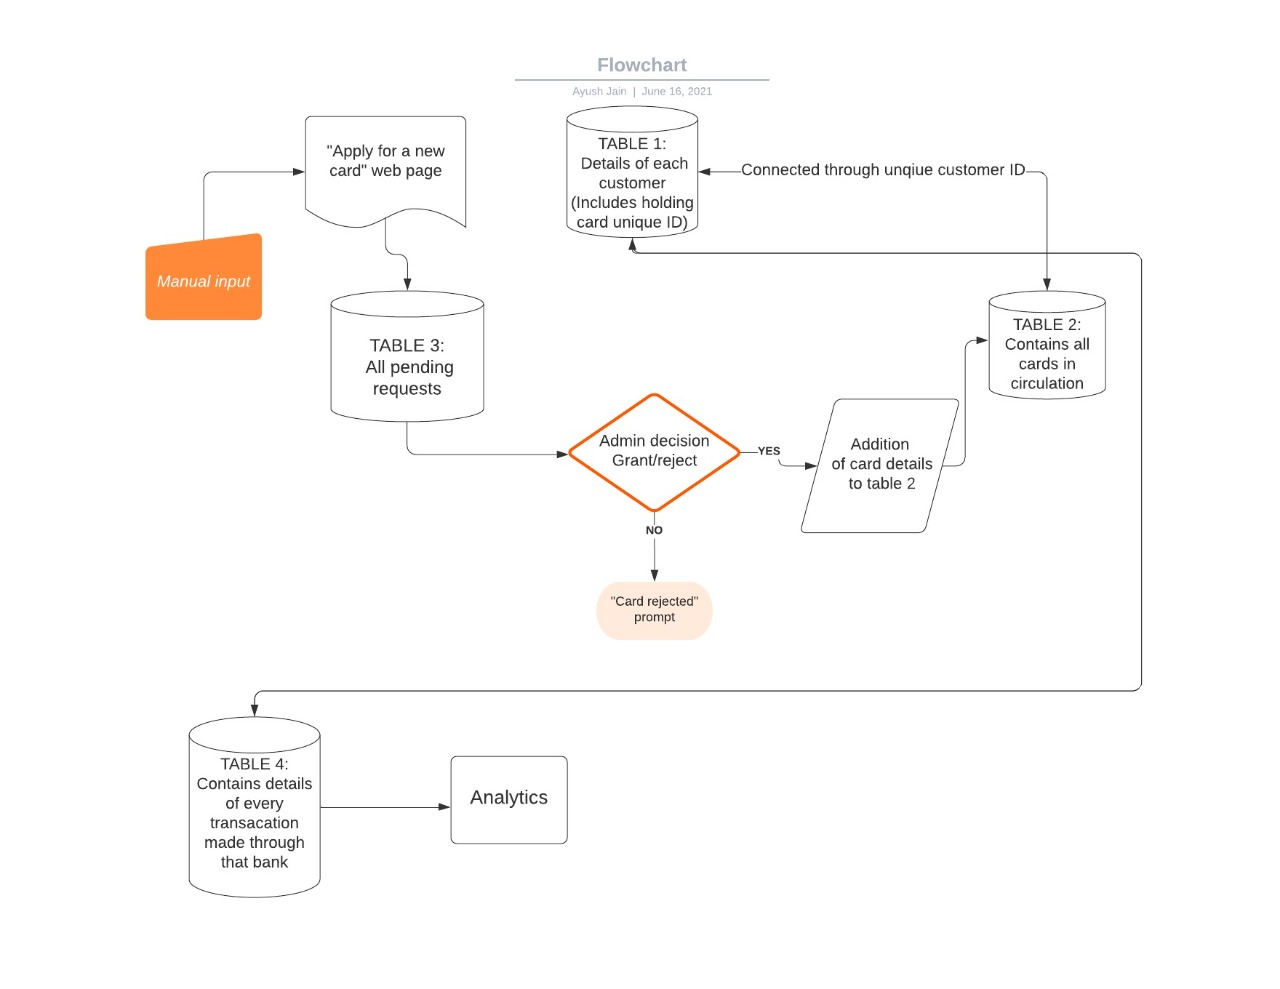 Flowchart
Ayush Jain | June 16, 2021
"Apply for a new
card" web page
TABLE 1:
Details of each
customer
(Includes holding
card unique ID)
Connected through unqiue customer ID
Manual input
TABLE 3:
All pending
requests
TABLE 2:
Contains all
cards in
circulation
Admin decision
Grant/reject
YES
Addition
of card details
to table 2
NO
"Card rejected"
prompt
TABLE 4:
Contains details
of every
transacation
made through
that bank
Analytics